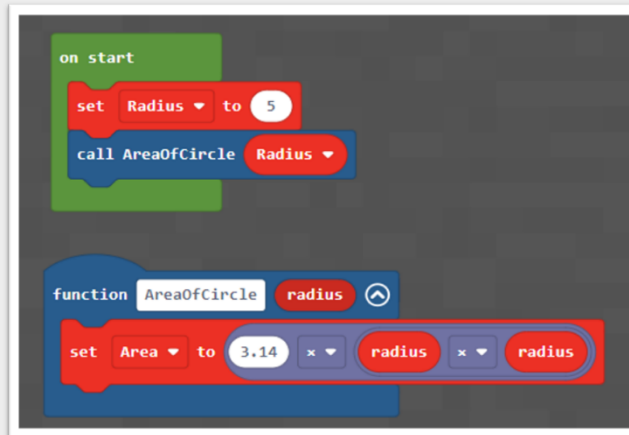 on start
set Radius to 5
call AreaOfCircle Radius
function AreaOfCircle radius
set Area to 3.14 × radius × radius